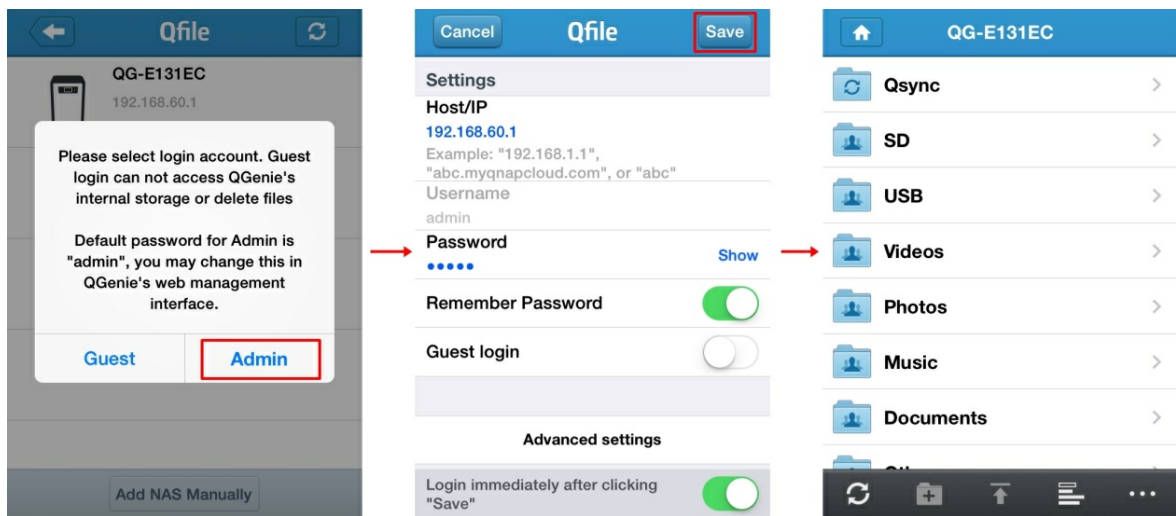 Qfile
QG-E131EC
192.168.60.1
Please select login account. Guest
login can not access QGenie's
internal storage or delete files
Default password for Admin is
"admin", you may change this in
QGenie's web management
interface.
Guest
Admin
Add NAS Manually
Cancel
Qfile
Save
Settings
Host/IP
192.168.60.1
Example: "192.168.1.1",
"abc.myqnapcloud.com", or "abc"
Username
admin
Password
•••••
Show
Remember Password
Guest login
Advanced settings
Login immediately after clicking
"Save"
QG-E131EC
Qsync
SD
USB
Videos
Photos
Music
Documents